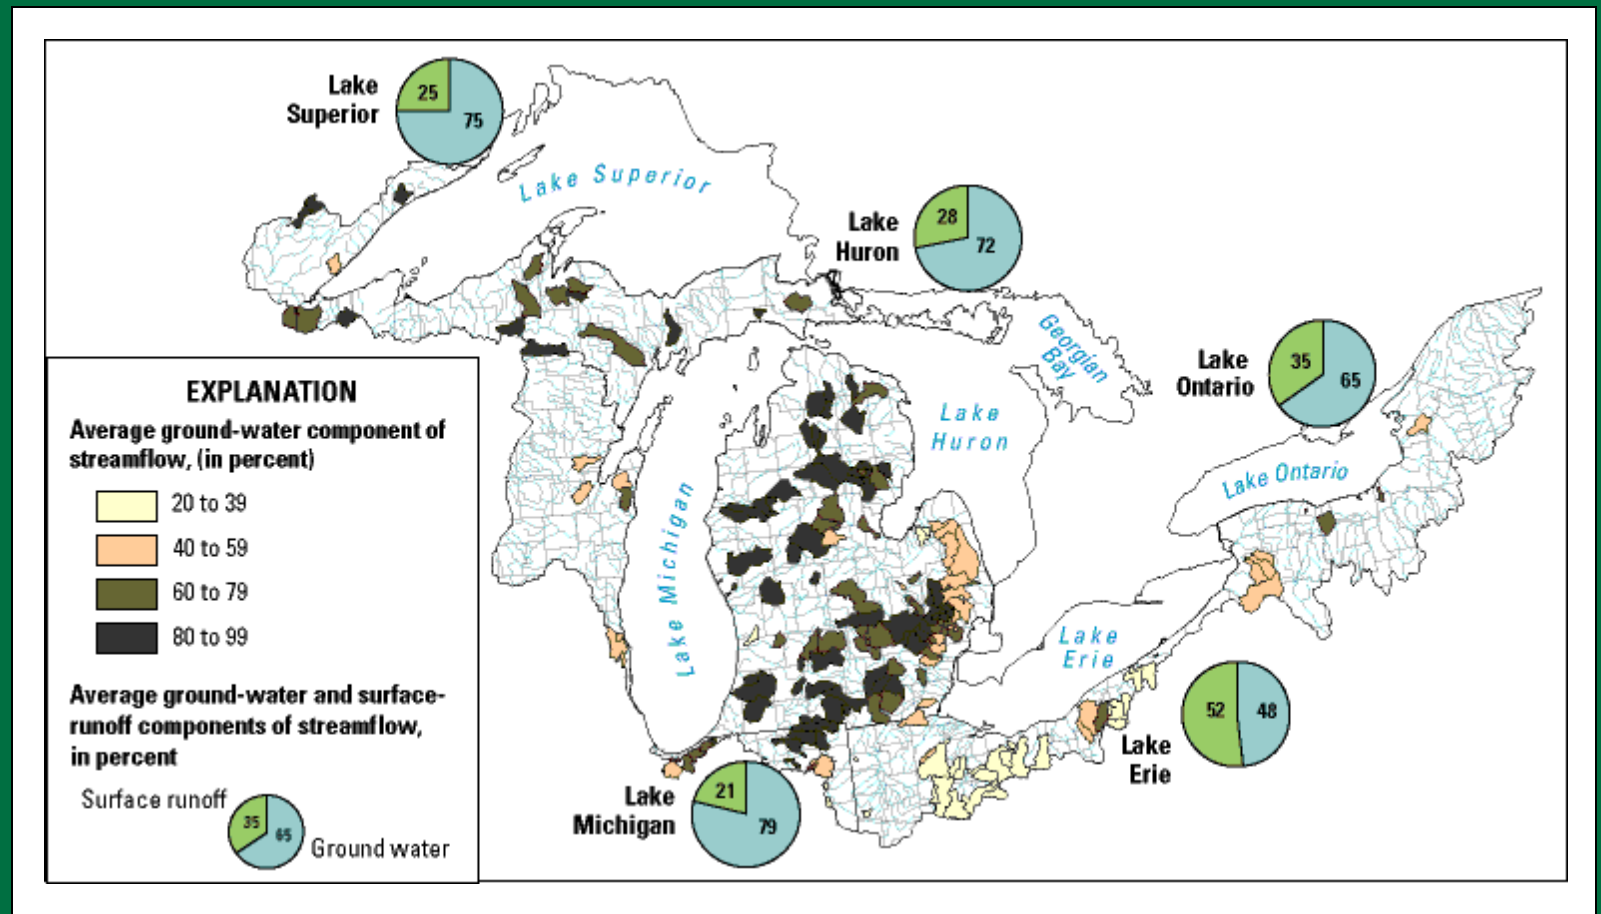 Lake
Superior
25
75
Lake Superior
Lake
Huron
28
72
Georgian
Bay
Lake
Ontario
35
65
Lake
Huron
Lake Ontario
Lake Michigan
Lake
Erie
52
48
Lake
Erie
Lake
Michigan
21
79
EXPLANATION
Average ground-water component of
streamflow, (in percent)
20 to 39
40 to 59
60 to 79
80 to 99
Average ground-water and surface-
runoff components of streamflow,
in percent
Surface runoff
35
65
Ground water